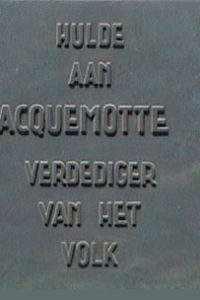 HULDE
AAN
ACQUEMOTTE
VERDEDIGER
VAN HET
VOLK